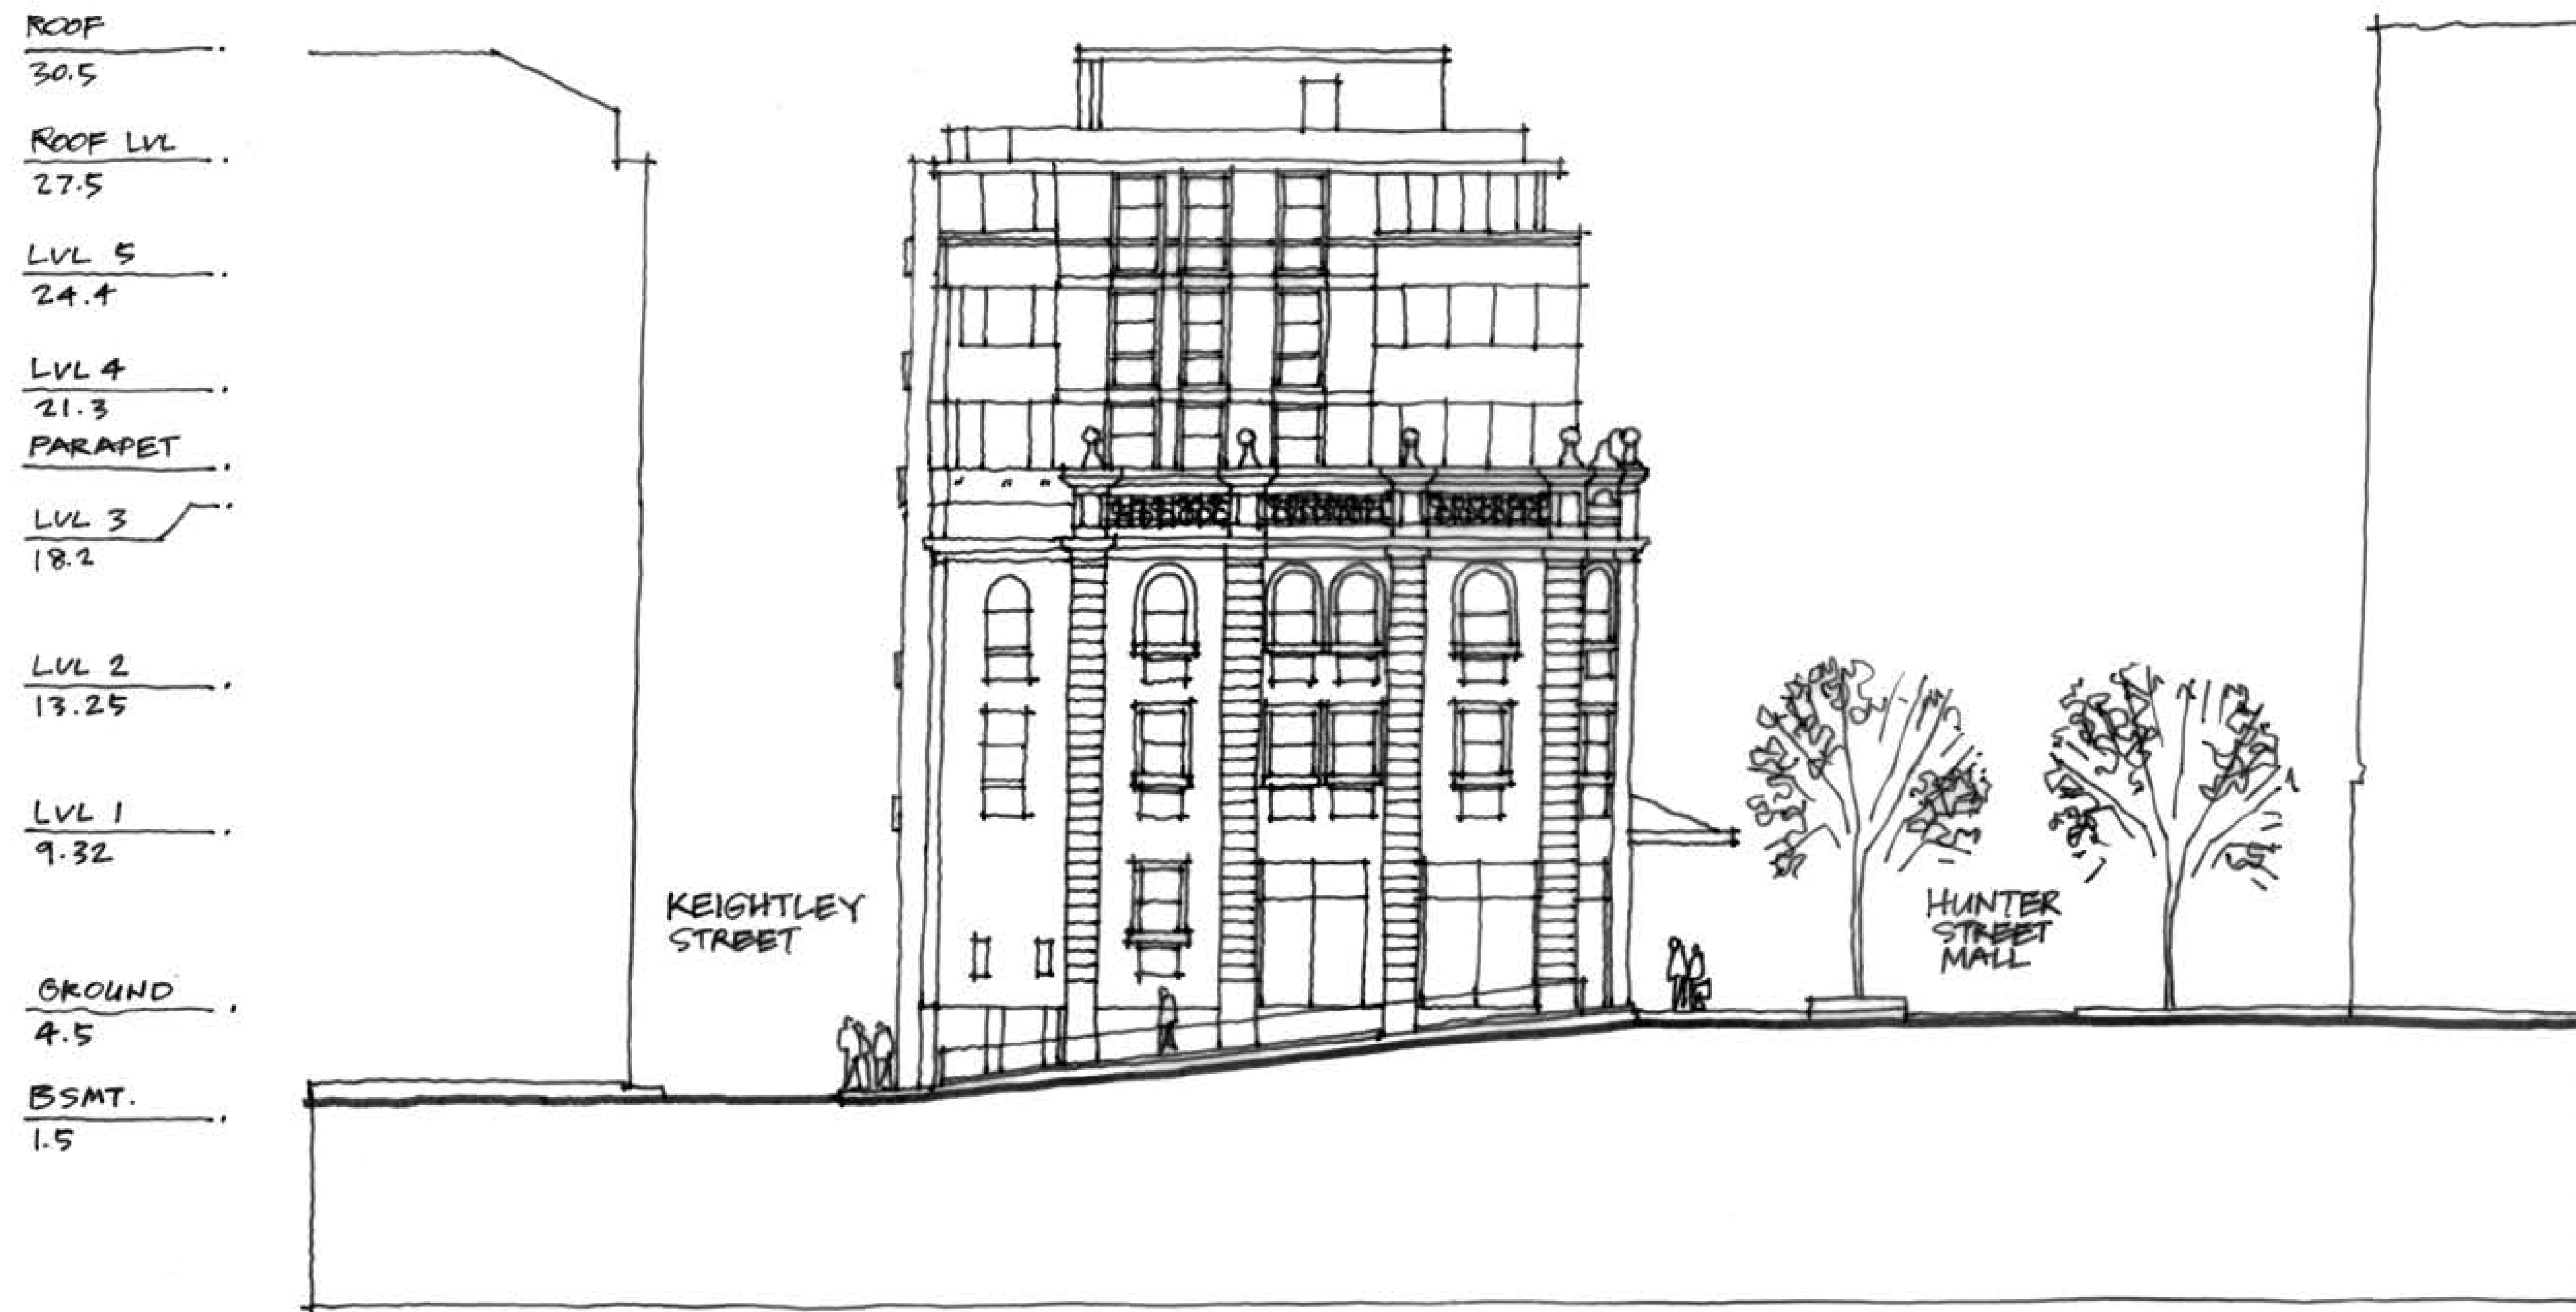 ROOF
30.5
ROOF LVL
27.5
LVL 5
24.4
LVL 4
21.3
PARAPET
LVL 3
18.2
LVL 2
13.25
LVL 1
9.32
GROUND
4.5
BSMT.
1.5
KEIGHTLEY
STREET
HUNTER
STREET
MALL